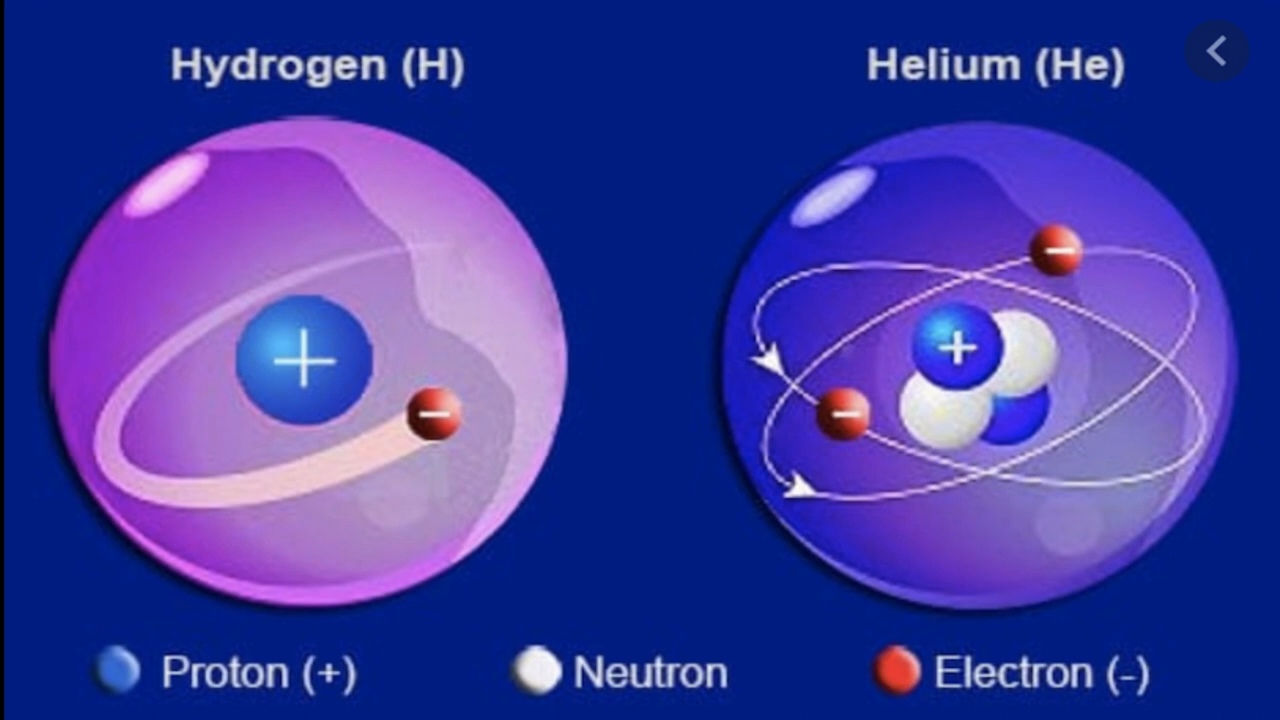 Hydrogen (H)
Helium (He)
+
−
−
+
−
Proton (+)
Neutron
Electron (-)